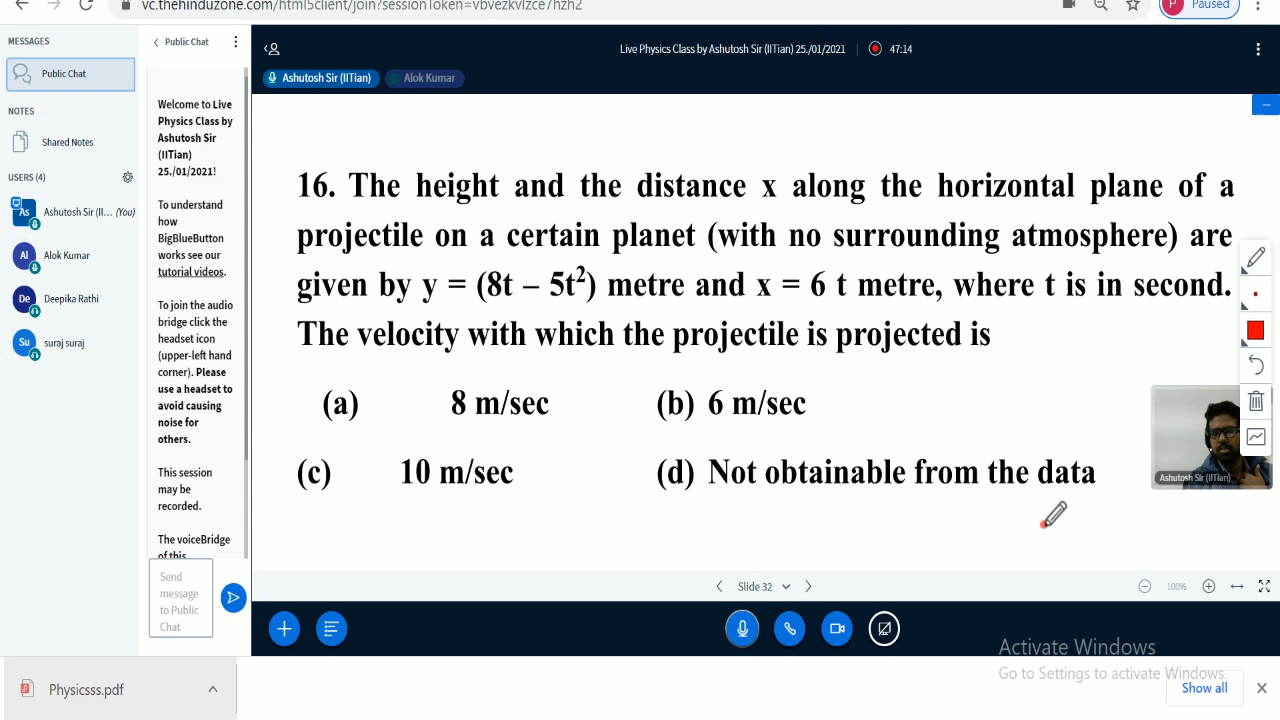 vc.thehinduzone.com/html5client/join?sessionToken=vbvezkvlzce7hzh2
Paused
MESSAGES
Public Chat
NOTES
Shared Notes
USERS (4)
As
Ashutosh Sir (II... (You)
Al
Alok Kumar
De
Deepika Rathi
Su
suraj suraj
Public Chat
Welcome to Live
Physics Class by
Ashutosh Sir
(IITian)
25./01/2021!
To understand
how
BigBlueButton
works see our
tutorial videos.
To join the audio
bridge click the
headset icon
(upper-left hand
corner). Please
use a headset to
avoid causing
noise for
others.
This session
may be
recorded.
The voiceBridge
of this
Send
message
to Public
Chat
Live Physics Class by Ashutosh Sir (IITian) 25./01/2021
47:14
Ashutosh Sir (IITian)
Alok Kumar
16. The height and the distance x along the horizontal plane of a
projectile on a certain planet (with no surrounding atmosphere) are
given by y = (8t – 5t²) metre and x = 6 t metre, where t is in second.
The velocity with which the projectile is projected is
(a) 8 m/sec (b) 6 m/sec
(c) 10 m/sec (d) Not obtainable from the data
Ashutosh Sir (IITian)
Slide 32
100%
Activate Windows
Go to Settings to activate Windows.
Physicsss.pdf
Show all